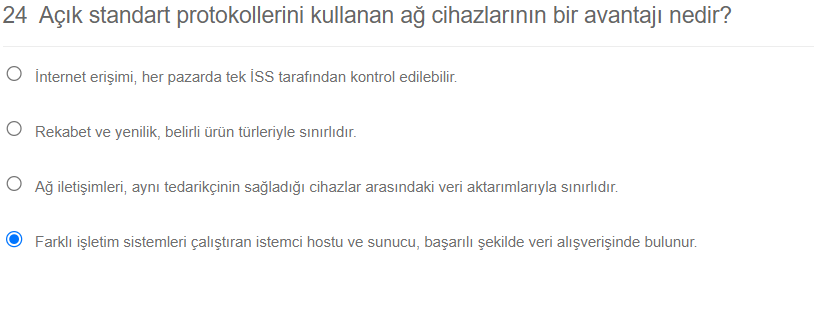 24 Açık standart protokollerini kullanan ağ cihazlarının bir avantajı nedir?
İnternet erişimi, her pazarda tek İSS tarafından kontrol edilebilir.
Rekabet ve yenilik, belirli ürün türleriyle sınırlıdır.
Ağ iletişimleri, aynı tedarikçinin sağladığı cihazlar arasındaki veri aktarımlarıyla sınırlıdır.
Farklı işletim sistemleri çalıştıran istemci hostu ve sunucu, başarılı şekilde veri alışverişinde bulunur.